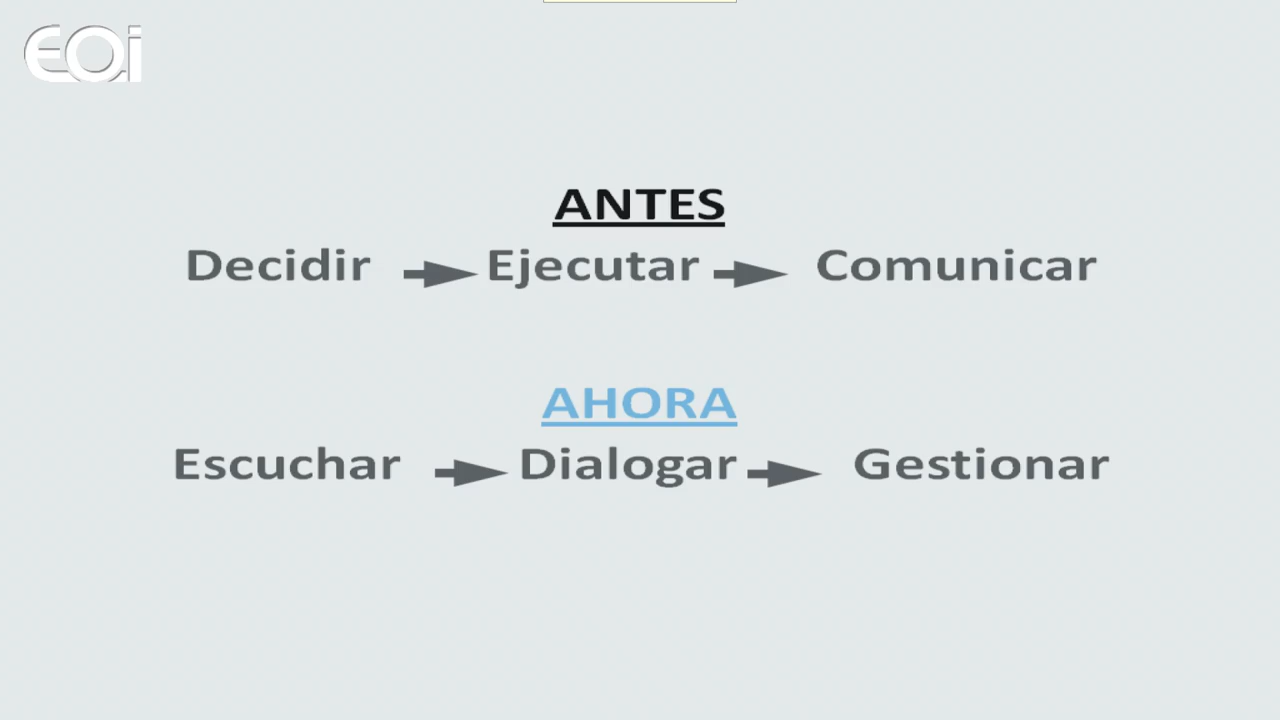 EOi
ANTES
Decidir Ejecutar Comunicar
AHORA
Escuchar Dialogar Gestionar